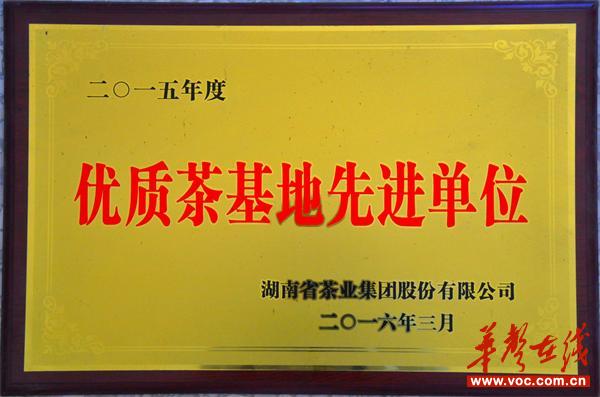 二〇一五年度
优质茶基地先进单位
湖南省茶业集团股份有限公司
二〇一六年三月
华声在线
www.voc.com.cn